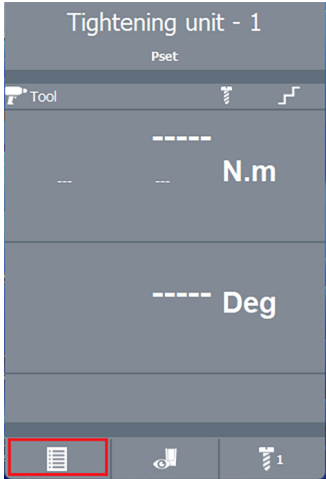 Tightening unit - 1
Pset
Tool
-----
--- --- N.m
----- Deg
1